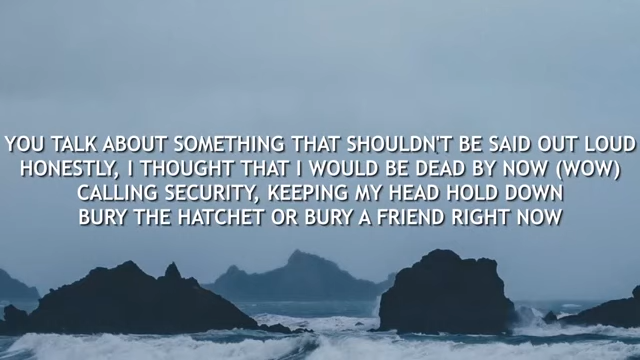 YOU TALK ABOUT SOMETHING THAT SHOULDN'T BE SAID OUT LOUD
HONESTLY, I THOUGHT THAT I WOULD BE DEAD BY NOW (WOW)
CALLING SECURITY, KEEPING MY HEAD HOLD DOWN
BURY THE HATCHET OR BURY A FRIEND RIGHT NOW